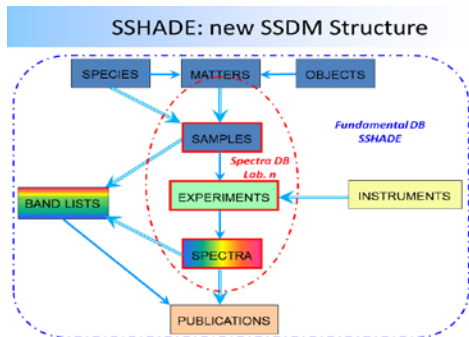 SSHADE: new SSDM Structure
SPECIES
MATTERS
OBJECTS
Fundamental DB
SSHADE
SAMPLES
Spectra DB
Lab. n
BAND LISTS
EXPERIMENTS
INSTRUMENTS
SPECTRA
PUBLICATIONS